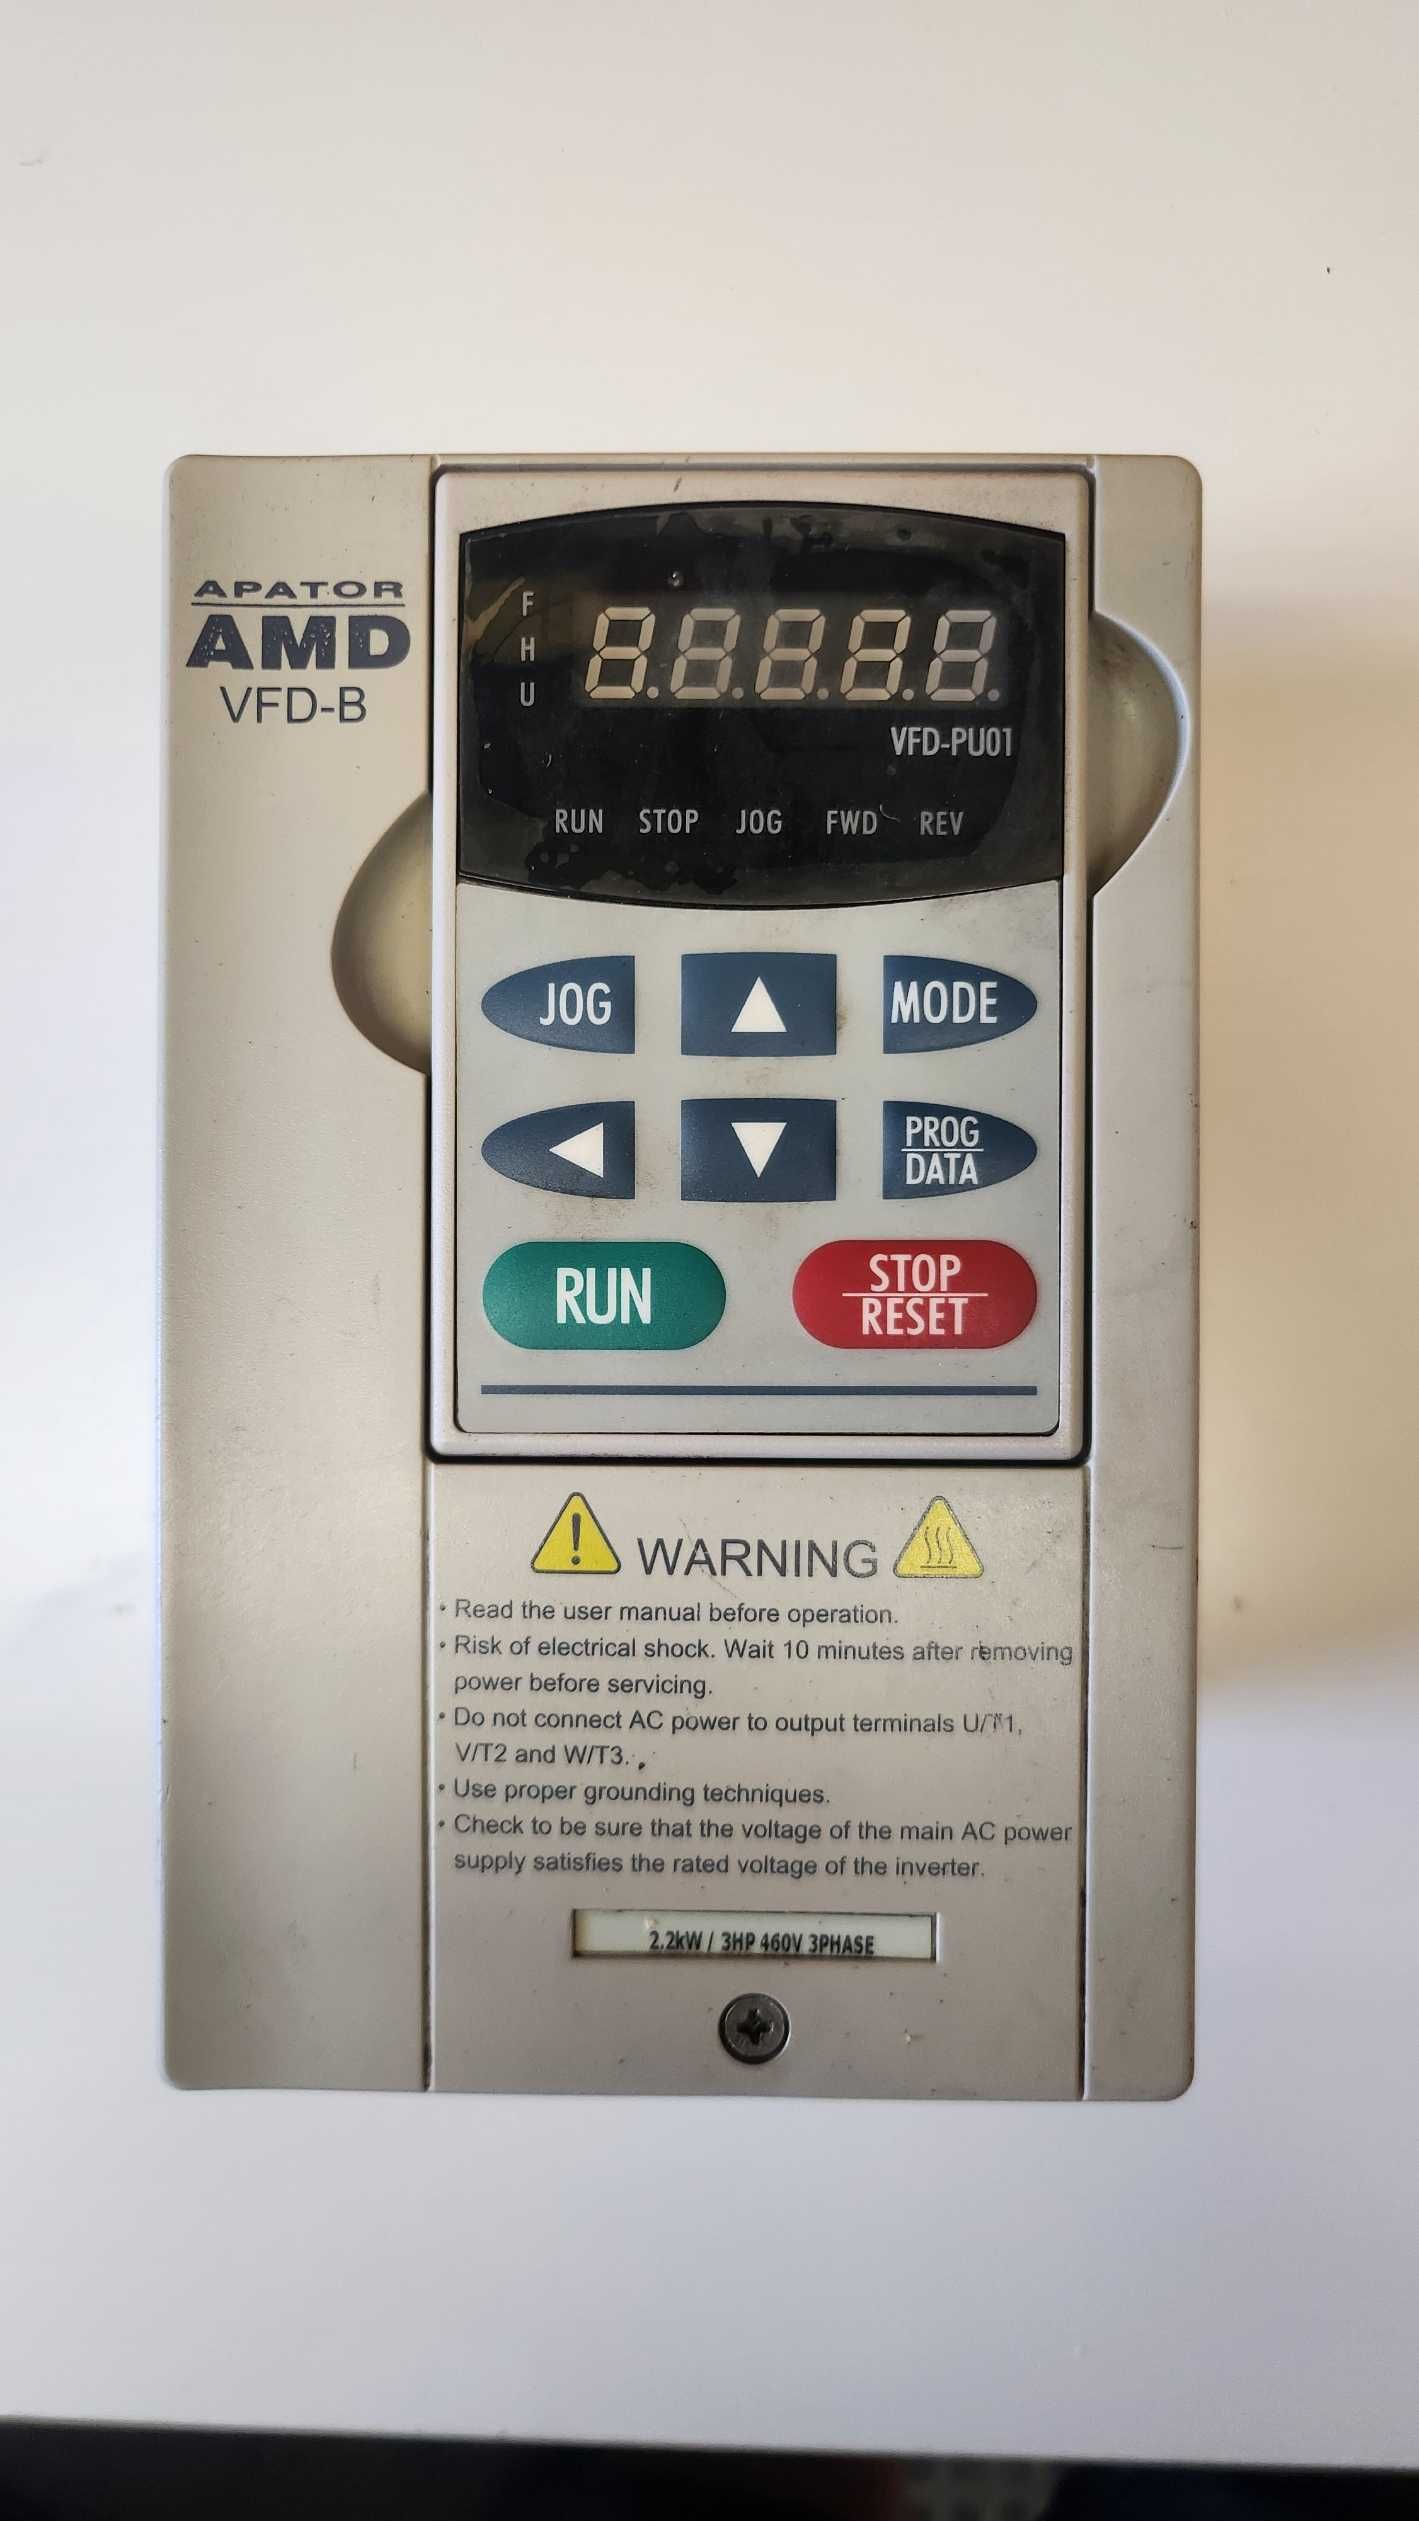 APATOR
AMD
VFD-B
F
H
U
VFD-PU01
RUN STOP JOG FWD REV
JOG MODE
PROG
DATA
RUN STOP
RESET
WARNING
• Read the user manual before operation.
• Risk of electrical shock. Wait 10 minutes after removing
power before servicing.
• Do not connect AC power to output terminals U/T1,
V/T2 and W/T3.
• Use proper grounding techniques.
• Check to be sure that the voltage of the main AC power
supply satisfies the rated voltage of the inverter.
2.2kW / 3HP 460V 3PHASE